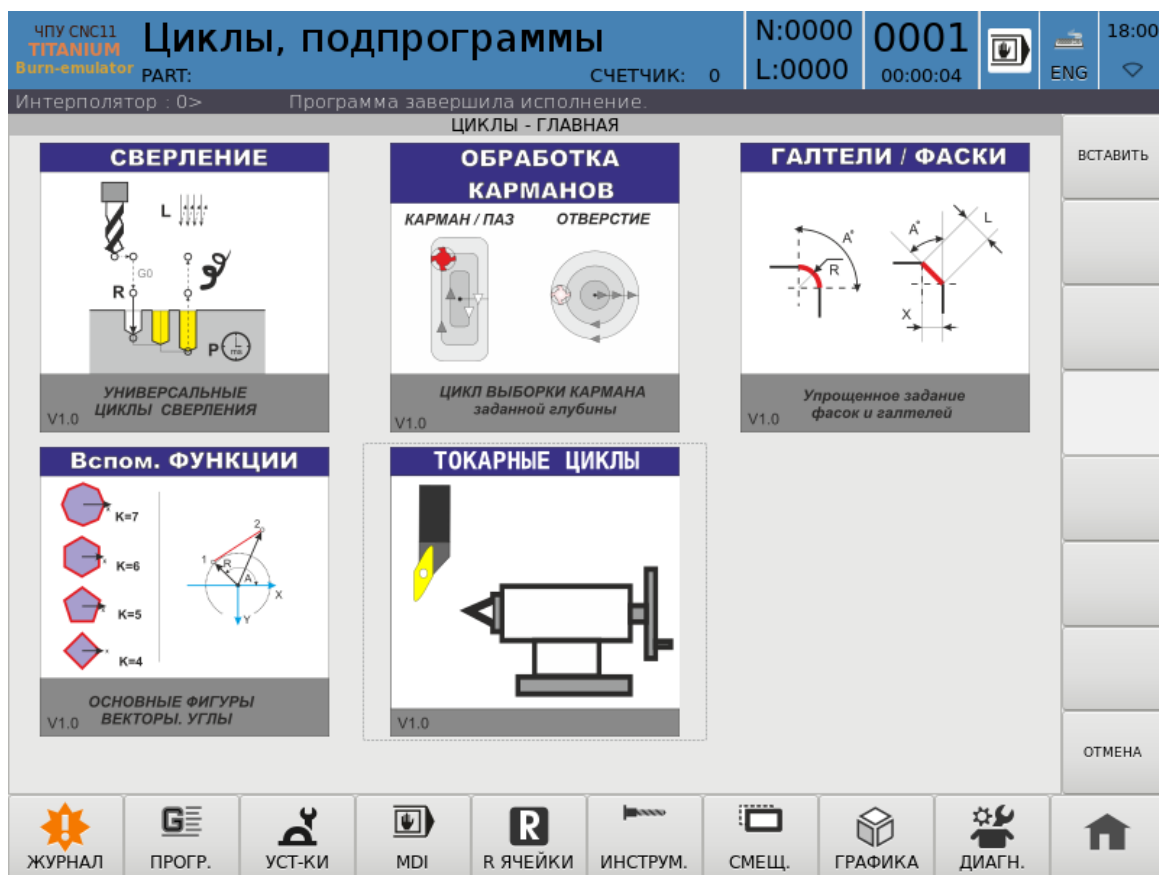 ЧПУ CNC11
TITANIUM
Burn-emulator
Циклы, подпрограммы
PART:
СЧЕТЧИК: 0
N:0000
L:0000
0001
00:00:04
ENG
18:00
Интерполятор : 0> Программа завершила исполнение.
ЦИКЛЫ - ГЛАВНАЯ
СВЕРЛЕНИЕ
L
G0
R
P
ms
УНИВЕРСАЛЬНЫЕ
ЦИКЛЫ СВЕРЛЕНИЯ
V1.0
ОБРАБОТКА
КАРМАНОВ
КАРМАН / ПАЗ ОТВЕРСТИЕ
ЦИКЛ ВЫБОРКИ КАРМАНА
заданной глубины
V1.0
ГАЛТЕЛИ / ФАСКИ
A°
R
A°
L
X
Упрощенное задание
фасок и галтелей
V1.0
Вспом. ФУНКЦИИ
x
K=7
x
K=6
x
K=5
x
K=4
2
1
R
A
X
Y
ОСНОВНЫЕ ФИГУРЫ
ВЕКТОРЫ. УГЛЫ
V1.0
ТОКАРНЫЕ ЦИКЛЫ
V1.0
ВСТАВИТЬ
ОТМЕНА
ЖУРНАЛ
G
ПРОГР.
УСТ-КИ
MDI
R
R ЯЧЕЙКИ
ИНСТРУМ.
СМЕЩ.
ГРАФИКА
ДИАГН.